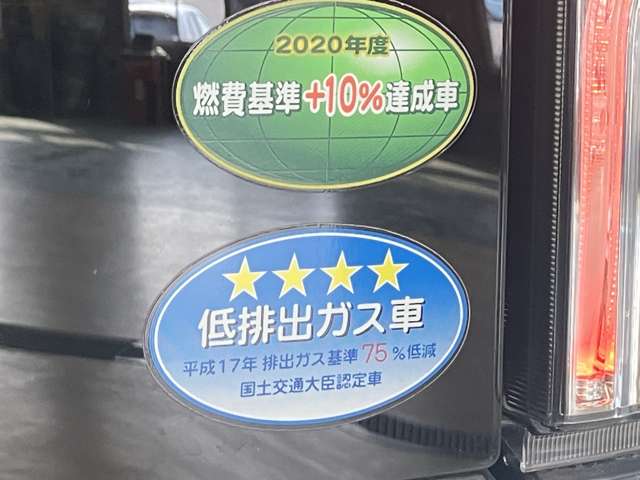 2020年度
燃費基準+10%達成車
低排出ガス車
平成17年 排出ガス基準 75 %低減
国土交通大臣認定車